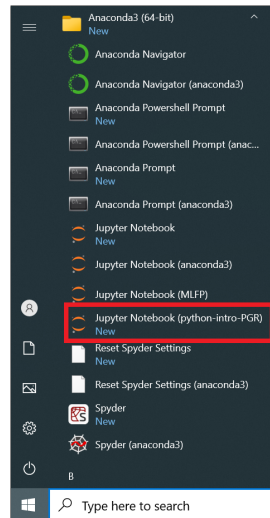 Anaconda3 (64-bit)
New
Anaconda Navigator
Anaconda Navigator (anaconda3)
Anaconda Powershell Prompt
New
Anaconda Powershell Prompt (anac...
Anaconda Prompt
New
Anaconda Prompt (anaconda3)
Jupyter Notebook
New
Jupyter Notebook (anaconda3)
Jupyter Notebook (MLFP)
Jupyter Notebook (python-intro-PGR)
New
Reset Spyder Settings
New
Reset Spyder Settings (anaconda3)
Spyder
New
Spyder (anaconda3)
B
Type here to search